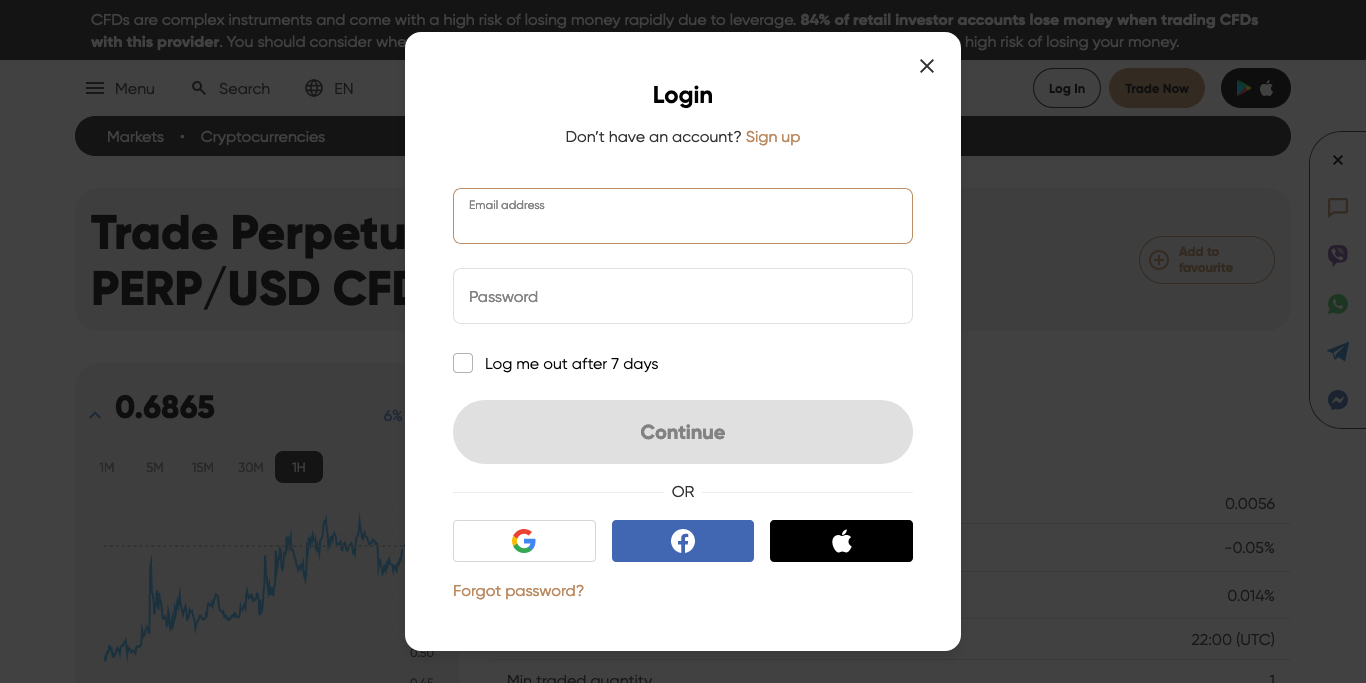 CFDs are complex instruments and come with a high risk of losing money rapidly due to leverage. 84% of retail investor accounts lose money when trading CFDs
with this provider. You should consider whe high risk of losing your money.
Menu Search EN Log In Trade Now
Markets • Cryptocurrencies
Login
Don't have an account? Sign up
Email address
Password
Log me out after 7 days
Continue
OR
Forgot password?
Trade Perpetu
PERP/USD CFD
Add to
favourite
0.6865 6%
1M 5M 15M 30M 1H
0.50
0.45
0.0056
-0.05%
0.014%
22:00 (UTC)
Min traded quantity 1